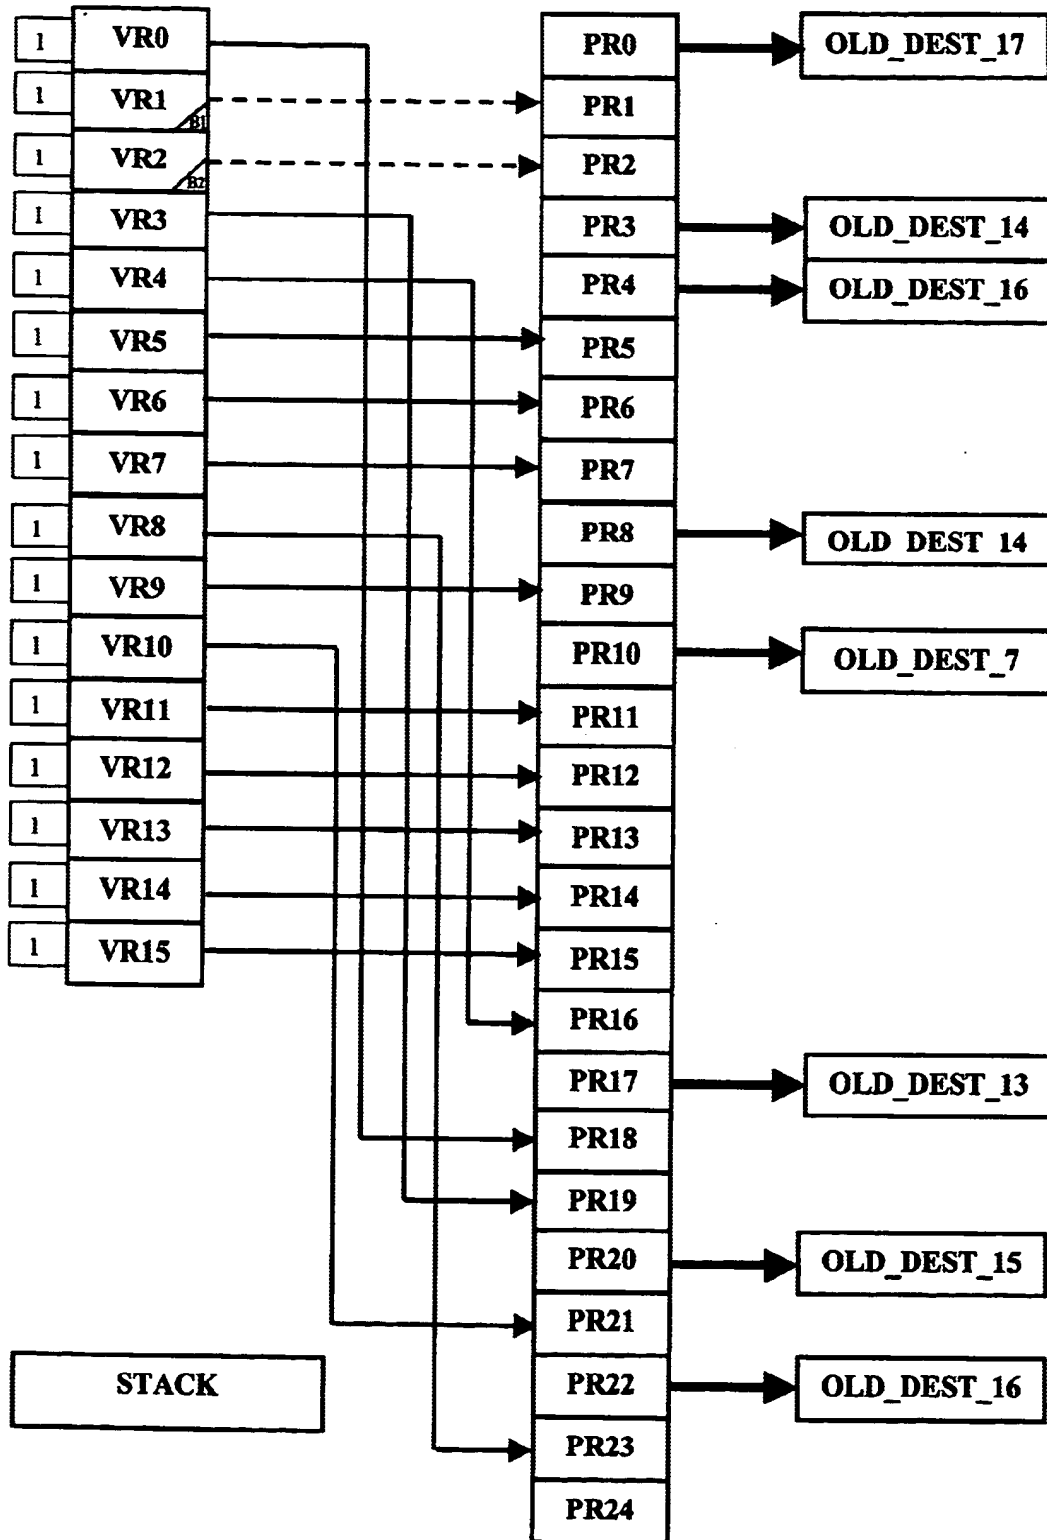 1 VR0 PR0 OLD_DEST_17
1 VR1 B1 PR1
1 VR2 B2 PR2
1 VR3 PR3 OLD_DEST_14
1 VR4 PR4 OLD_DEST_16
1 VR5 PR5
1 VR6 PR6
1 VR7 PR7
1 VR8 PR8 OLD DEST 14
1 VR9 PR9
1 VR10 PR10 OLD_DEST_7
1 VR11 PR11
1 VR12 PR12
1 VR13 PR13
1 VR14 PR14
1 VR15 PR15
PR16
PR17 OLD_DEST_13
PR18
PR19
PR20 OLD_DEST_15
PR21
STACK PR22 OLD_DEST_16
PR23
PR24